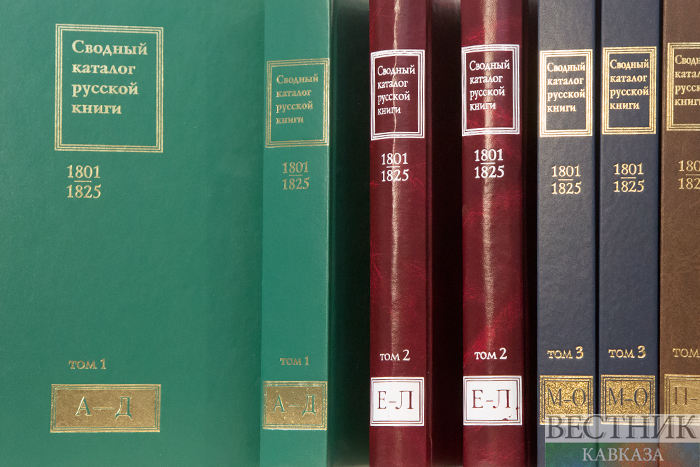 Сводный
каталог
русской
книги
1801
1825
ТОМ 1
А–Д
Сводный
каталог
русской
книги
1801
1825
ТОМ 1
А–Д
Сводный
каталог
русской
книги
1801
1825
ТОМ 2
Е–Л
Сводный
каталог
русской
книги
1801
1825
ТОМ 2
Е–Л
Сводный
каталог
русской
книги
1801
1825
ТОМ 3
М–О
Сводный
каталог
русской
книги
1801
1825
ТОМ 3
М–О
ВЕСТНИК
КАВКАЗА